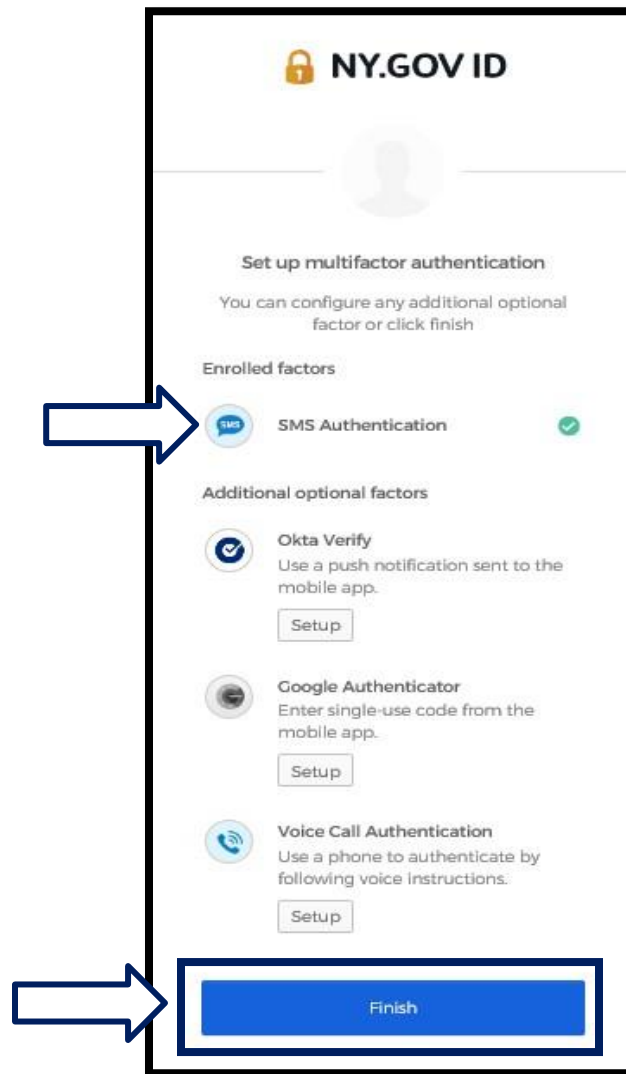 NY.GOV ID
Set up multifactor authentication
You can configure any additional optional
factor or click finish
Enrolled factors
SMS
SMS Authentication
Additional optional factors
Okta Verify
Use a push notification sent to the
mobile app.
Setup
Google Authenticator
Enter single-use code from the
mobile app.
Setup
Voice Call Authentication
Use a phone to authenticate by
following voice instructions.
Setup
Finish